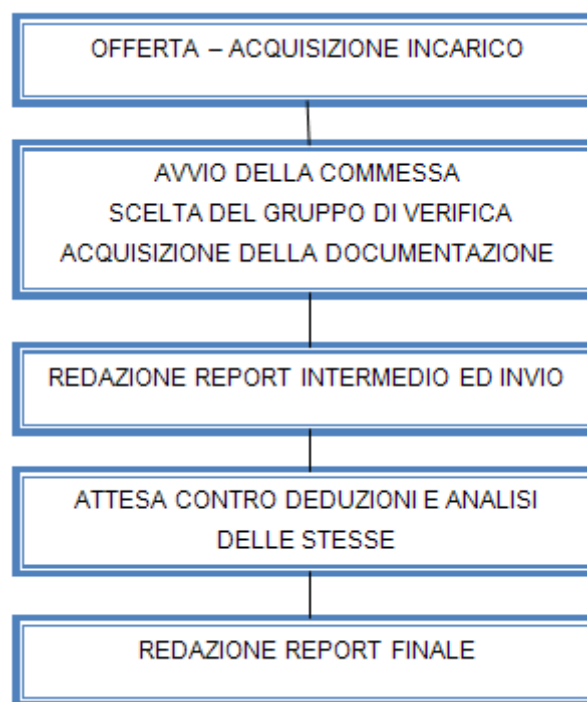 OFFERTA – ACQUISIZIONE INCARICO
AVVIO DELLA COMMESSA
SCELTA DEL GRUPPO DI VERIFICA
ACQUISIZIONE DELLA DOCUMENTAZIONE
REDAZIONE REPORT INTERMEDIO ED INVIO
ATTESA CONTRO DEDUZIONI E ANALISI
DELLE STESSE
REDAZIONE REPORT FINALE